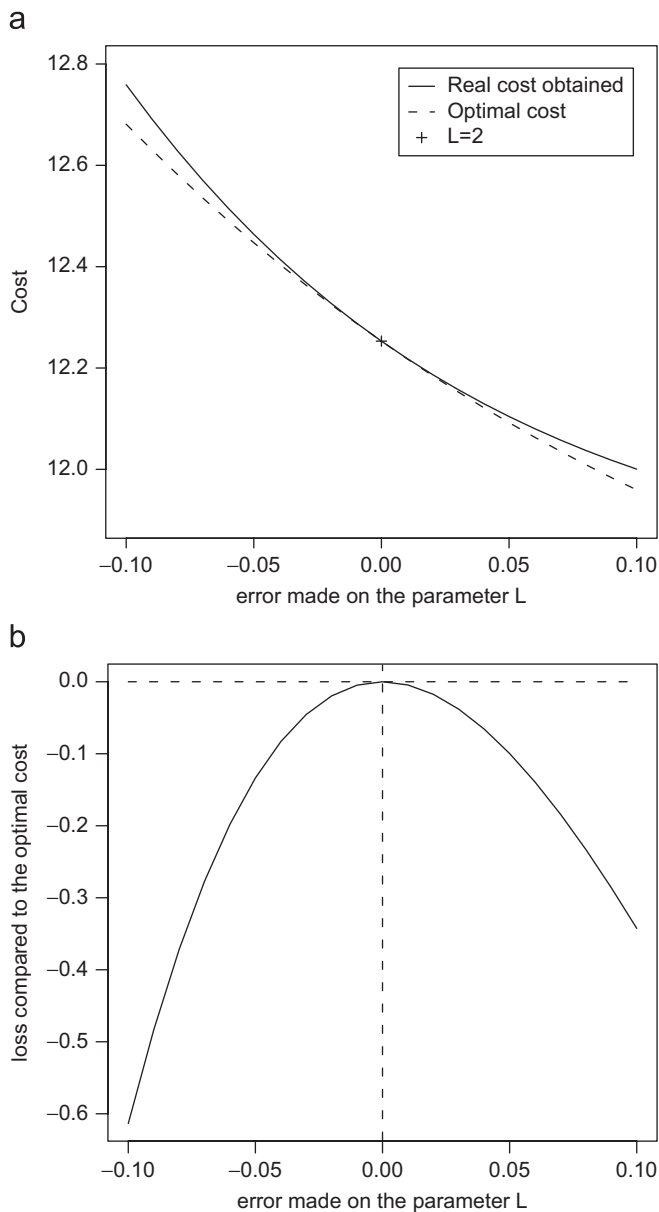 a
12.8
12.6
12.4
12.2
12.0
Cost
Real cost obtained
Optimal cost
L=2
−0.10 −0.05 0.00 0.05 0.10
error made on the parameter L
b
0.0
−0.1
−0.2
−0.3
−0.4
−0.5
−0.6
loss compared to the optimal cost
−0.10 −0.05 0.00 0.05 0.10
error made on the parameter L